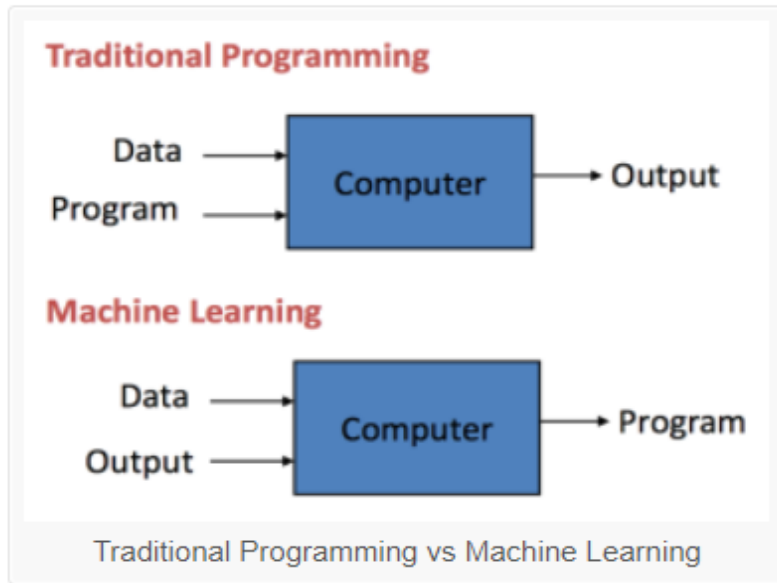 Traditional Programming
Data
Program
Computer
Output
Machine Learning
Data
Output
Computer
Program
Traditional Programming vs Machine Learning